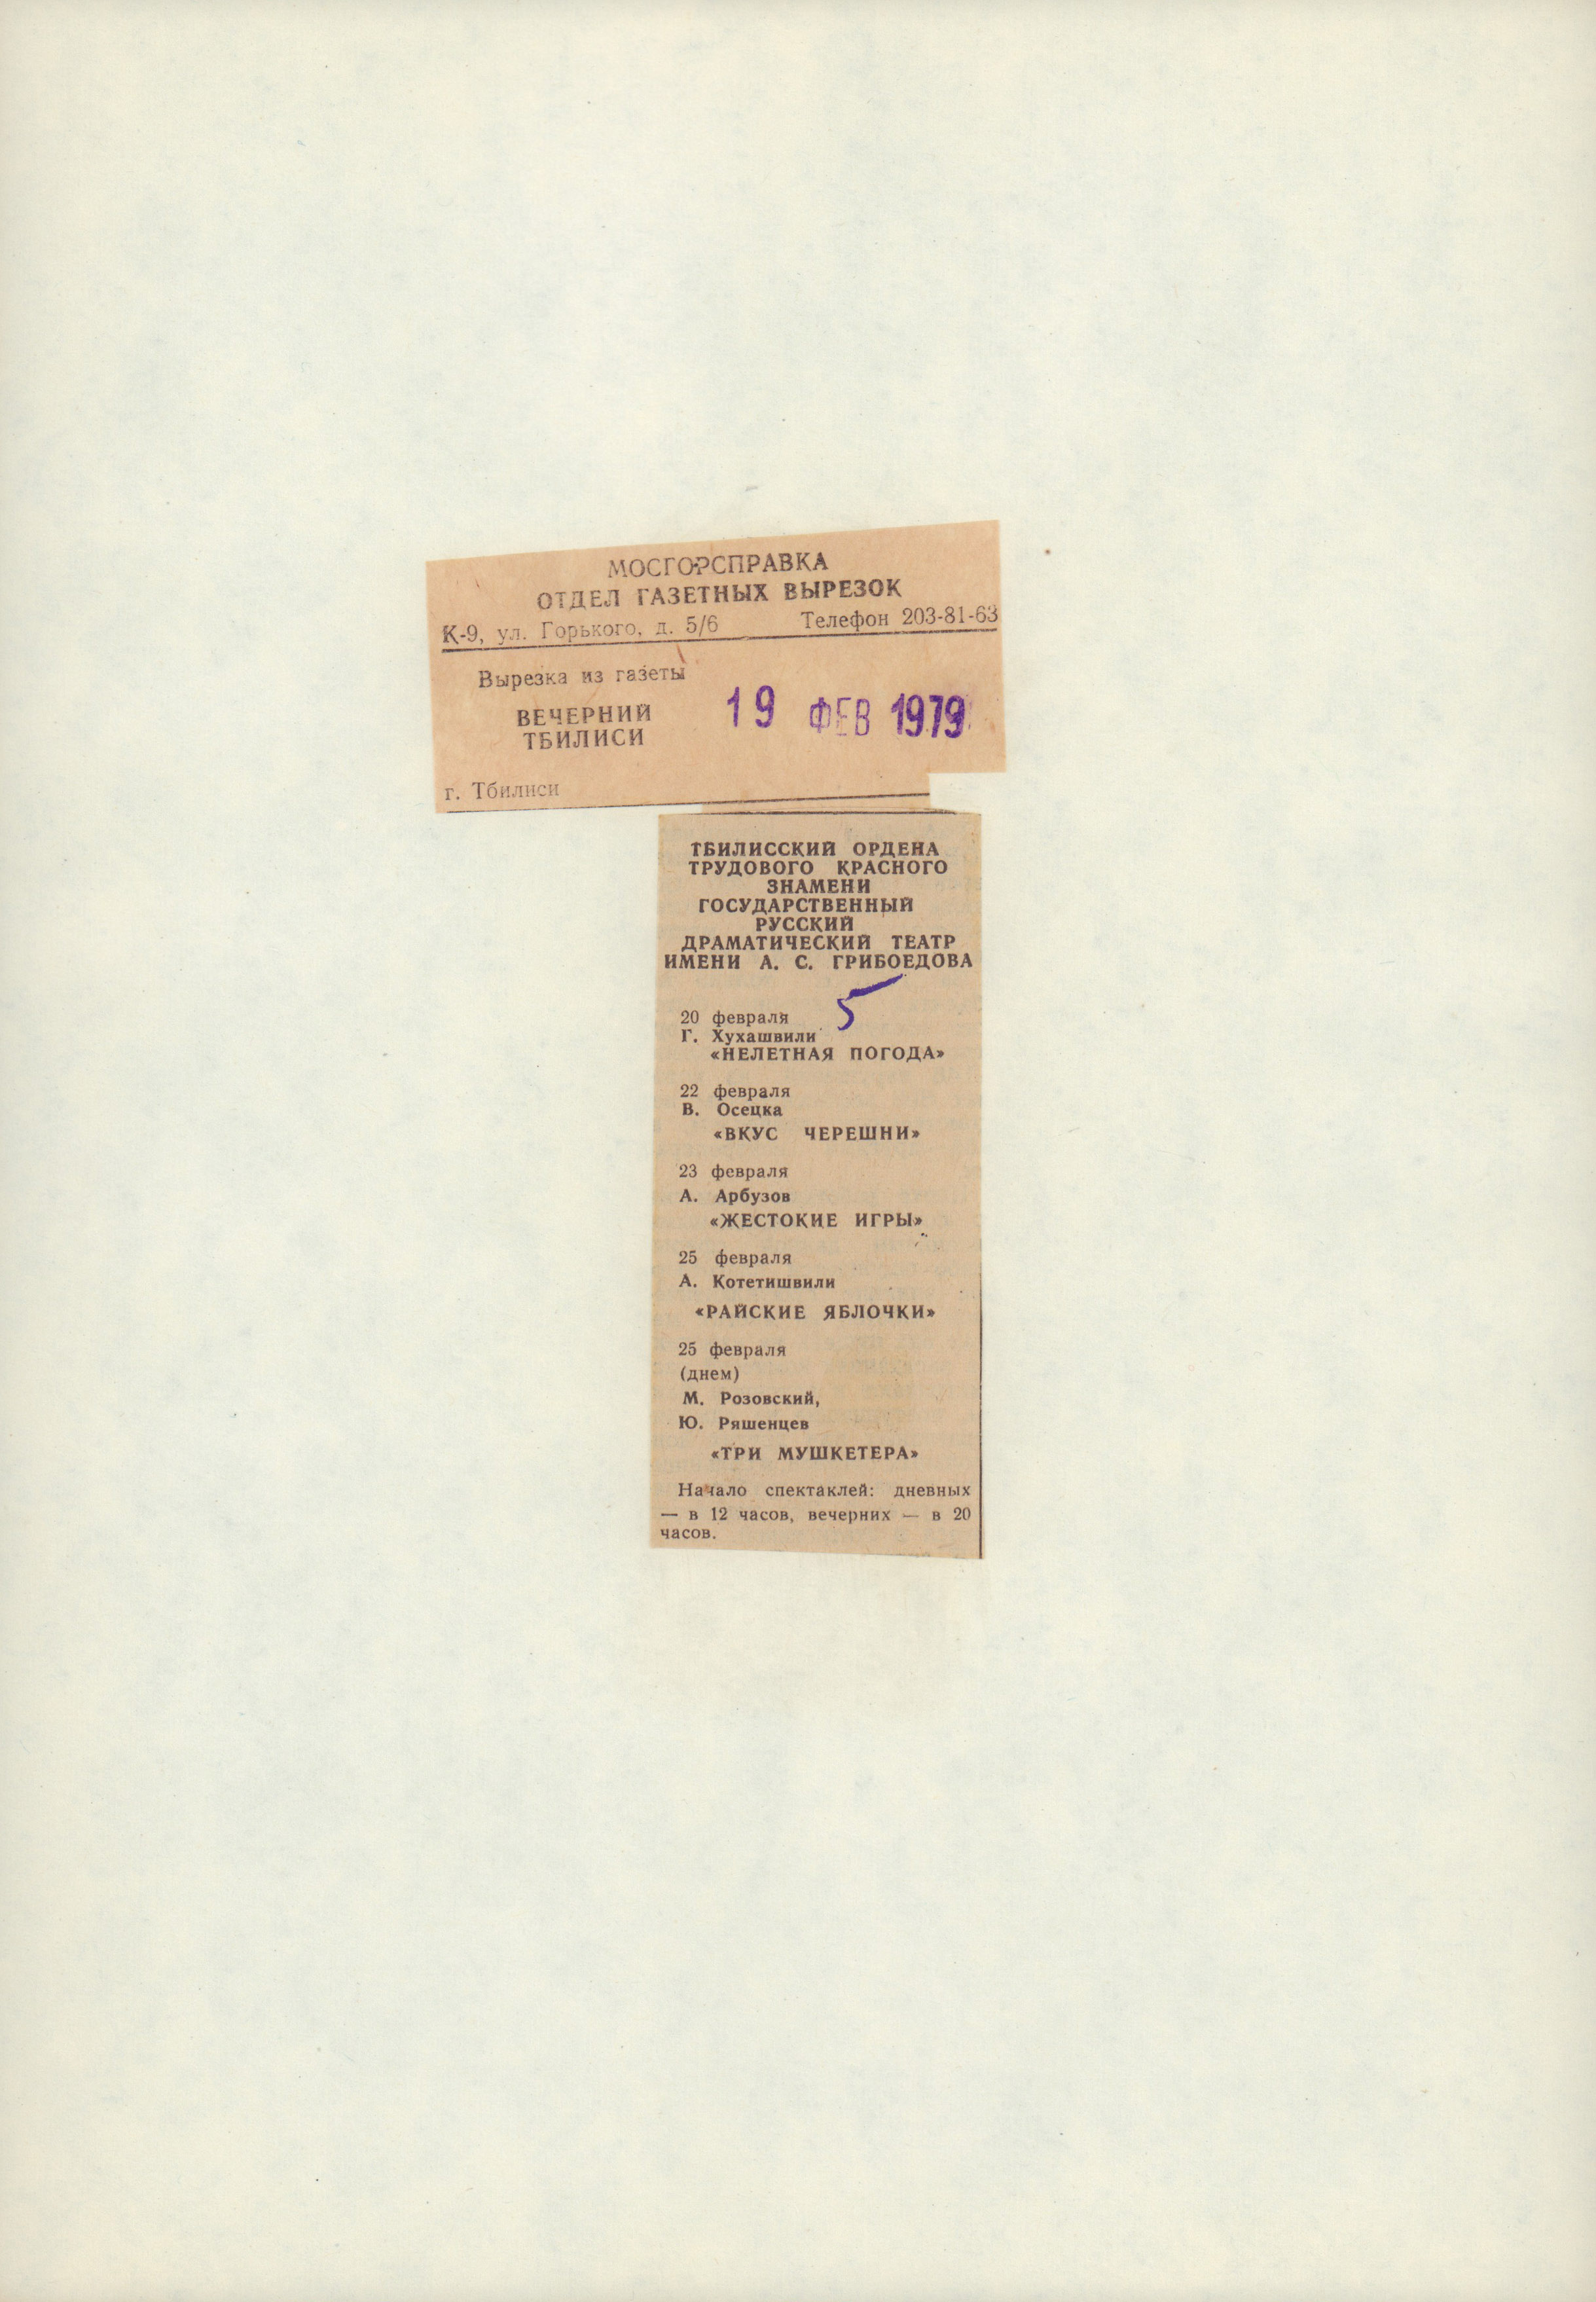 МОСГОРСПРАВКА
ОТДЕЛ ГАЗЕТНЫХ ВЫРЕЗОК
К-9, ул. Горького, д. 5/6 Телефон 203-81-63
Вырезка из газеты
ВЕЧЕРНИЙ
ТБИЛИСИ
19 ФЕВ 1979
г. Тбилиси
ТБИЛИССКИЙ ОРДЕНА
ТРУДОВОГО КРАСНОГО
ЗНАМЕНИ
ГОСУДАРСТВЕННЫЙ
РУССКИЙ
ДРАМАТИЧЕСКИЙ ТЕАТР
ИМЕНИ А. С. ГРИБОЕДОВА
5
20 февраля
Г. Хухашвили
«НЕЛЕТНАЯ ПОГОДА»
22 февраля
В. Осецка
«ВКУС ЧЕРЕШНИ»
23 февраля
А. Арбузов
«ЖЕСТОКИЕ ИГРЫ»
25 февраля
А. Котетишвили
«РАЙСКИЕ ЯБЛОЧКИ»
25 февраля
(днем)
М. Розовский,
Ю. Ряшенцев
«ТРИ МУШКЕТЕРА»
Начало спектаклей: дневных
— в 12 часов, вечерних — в 20
часов.